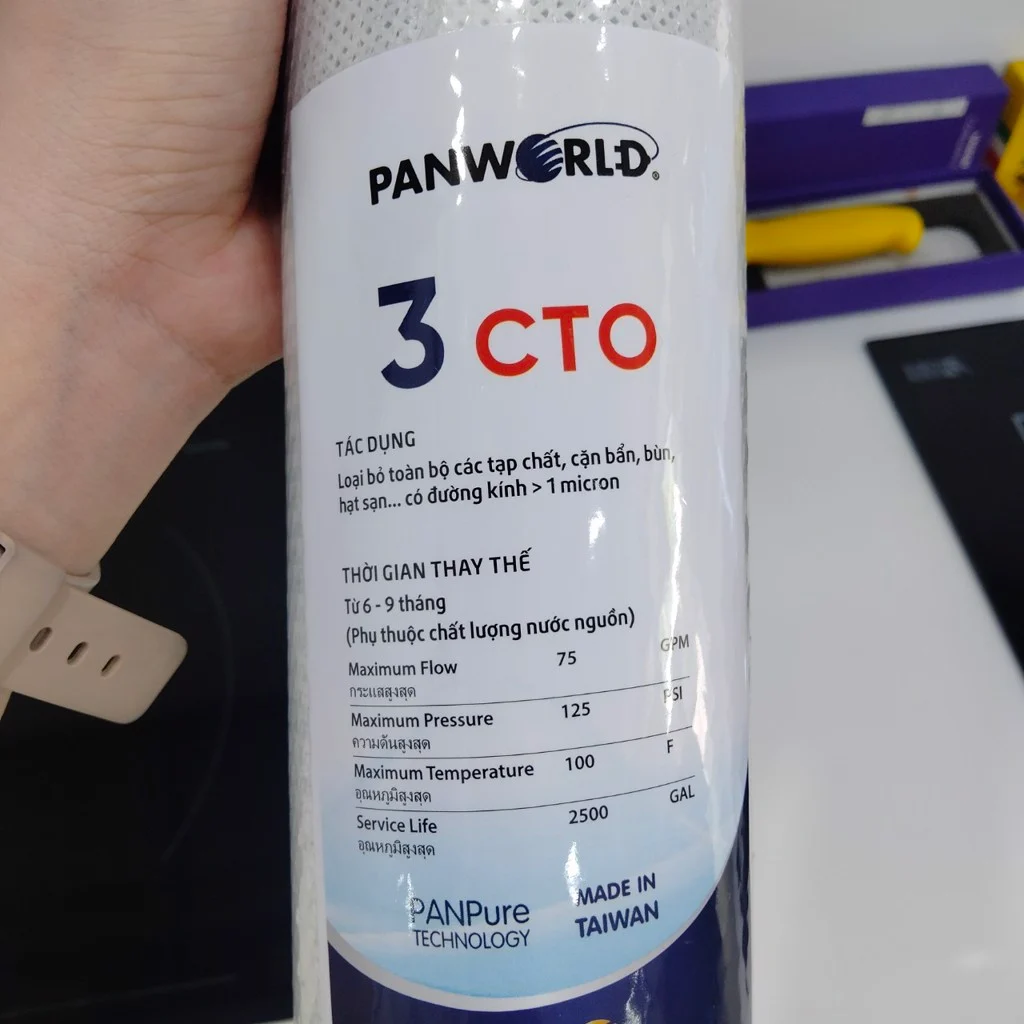 PANWORLD®
3 CTO
TÁC DỤNG
Loại bỏ toàn bộ các tạp chất, cặn bẩn, bùn,
hạt sạn... có đường kính > 1 micron
THỜI GIAN THAY THẾ
Từ 6 - 9 tháng
(Phụ thuộc chất lượng nước nguồn)
Maximum Flow 75 GPM
กระแสสูงสุด
Maximum Pressure 125 PSI
ความดันสูงสุด
Maximum Temperature 100 F
อุณหภูมิสูงสุด
Service Life 2500 GAL
อุณหภูมิสูงสุด
PANPure
TECHNOLOGY
MADE IN
TAIWAN